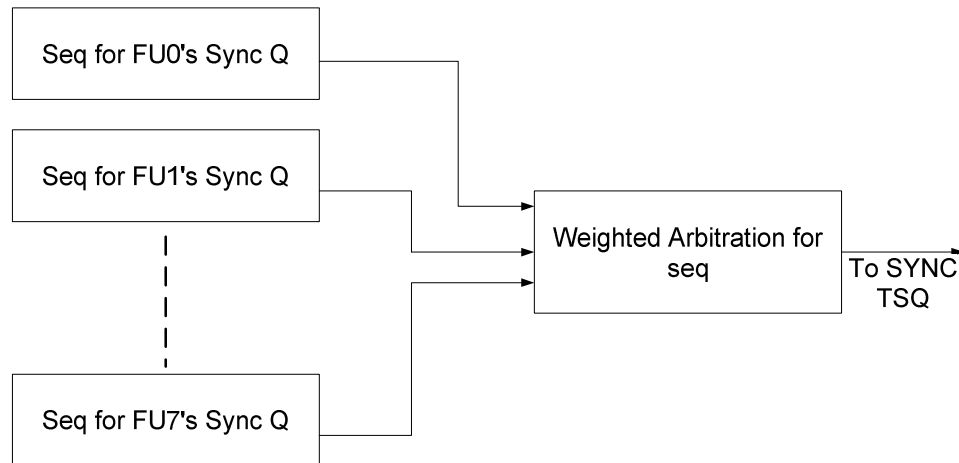 Seq for FU0's Sync Q
Seq for FU1's Sync Q
Weighted Arbitration for
seq
To SYNC
TSQ
Seq for FU7's Sync Q